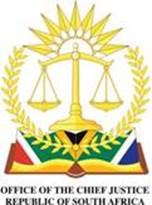 OFFICE OF THE CHIEF JUSTICE
REPUBLIC OF SOUTH AFRICA